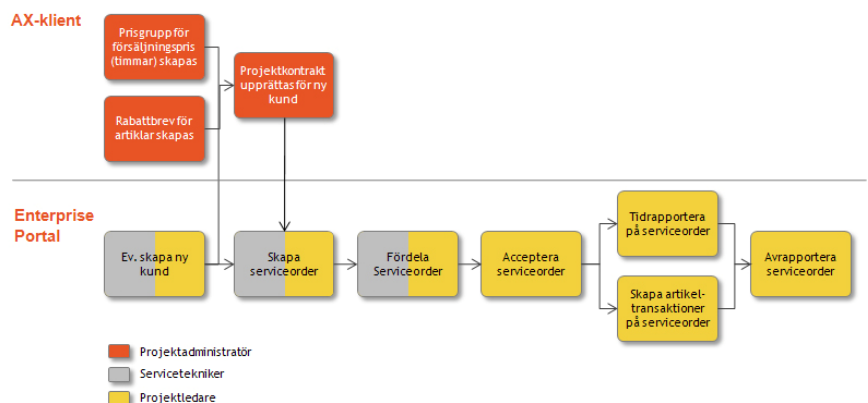 AX-klient
Prisgrupp för
försäljningspris
(timmar) skapas
Projektkontrakt
upprättas för ny
kund
Rabattbrev för
artiklar skapas
Enterprise
Portal
Ev. skapa ny
kund
Skapa
serviceorder
Fördela
Serviceorder
Acceptera
serviceorder
Tidrapportera
på serviceorder
Skapa artikel-
transaktioner
på serviceorder
Avrapportera
serviceorder
Projektadministratör
Servicetekniker
Projektledare